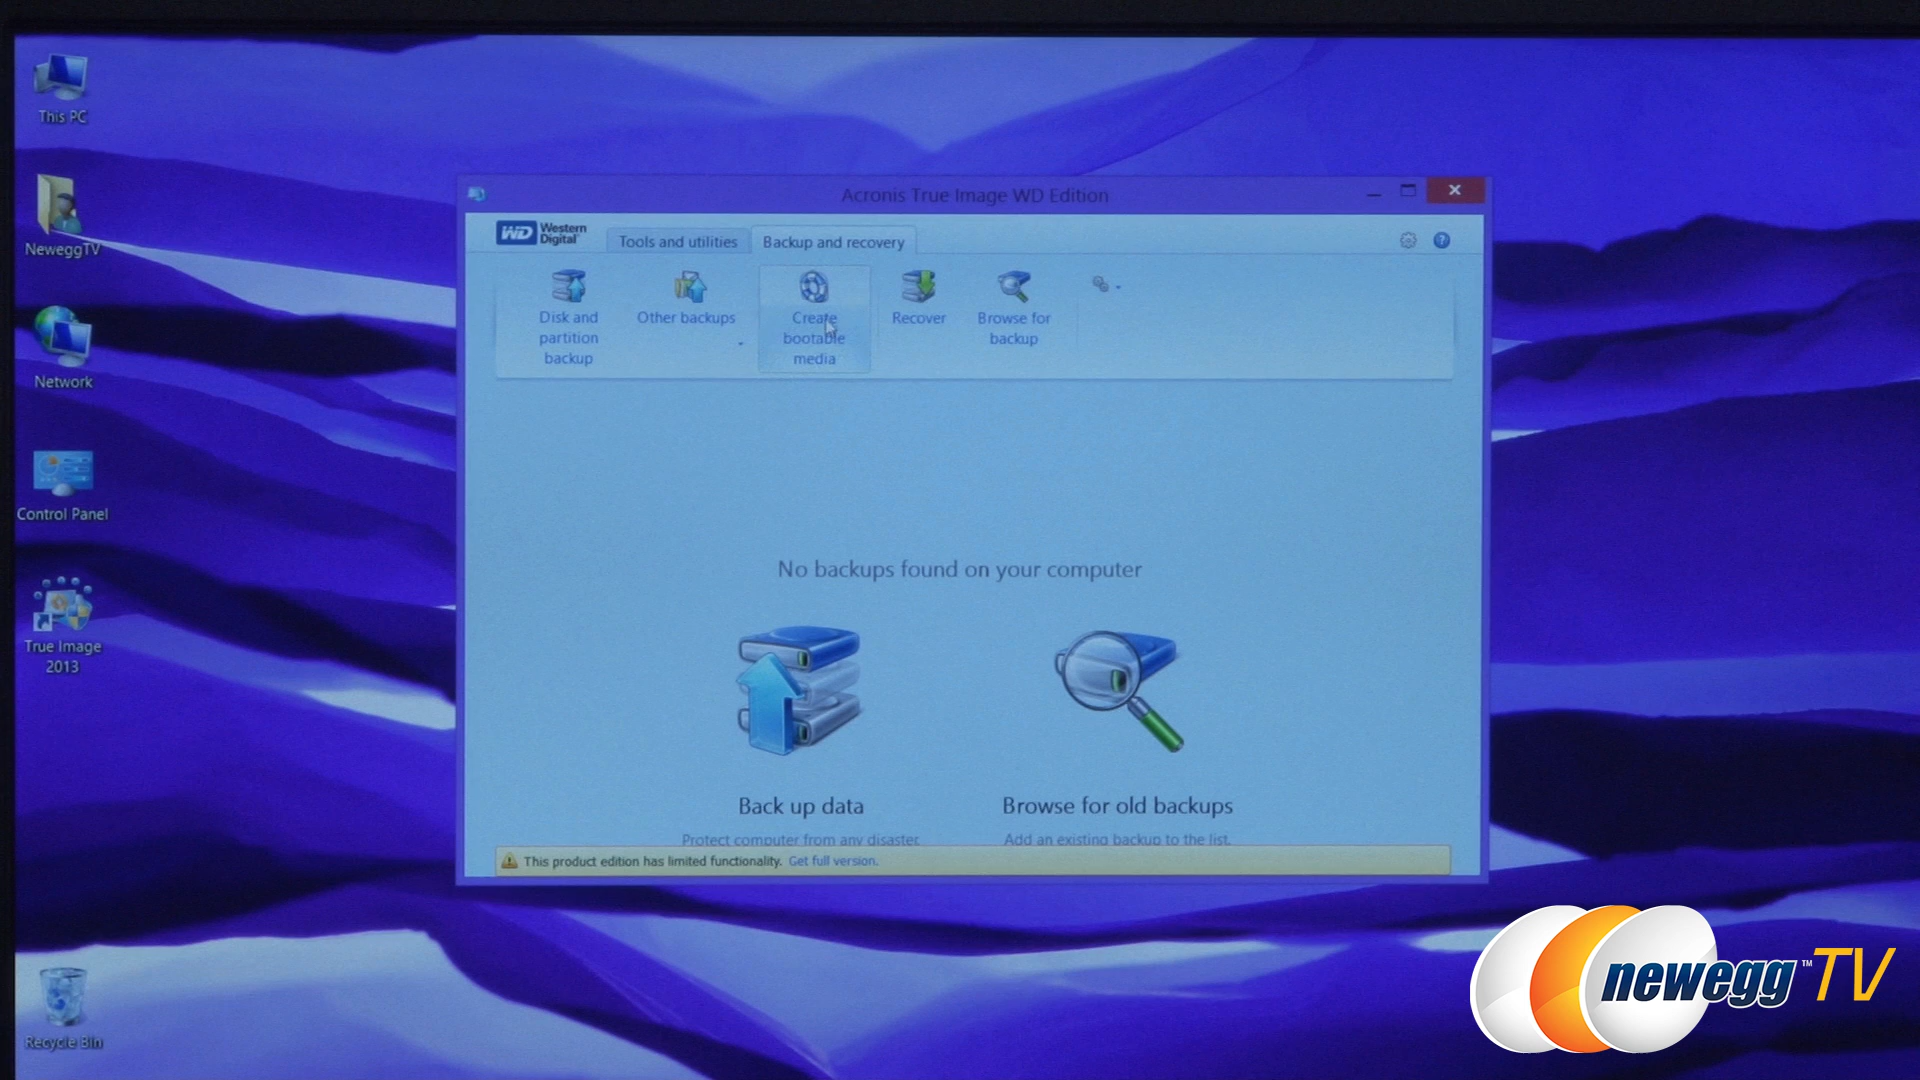 This PC
NeweggTV
Network
Control Panel
True Image
2013
Recycle Bin
Acronis True Image WD Edition
WD Western
Digital
Tools and utilities
Backup and recovery
Disk and
partition
backup
Other backups
Create
bootable
media
Recover
Browse for
backup
No backups found on your computer
Back up data
Protect computer from any disaster.
Browse for old backups
Add an existing backup to the list.
This product edition has limited functionality. Get full version.
newegg™TV